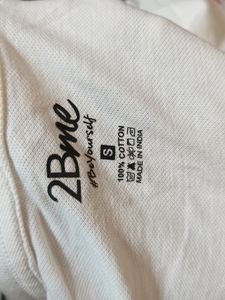 2Bme
#BeYourself
S
100% COTTON
MADE IN INDIA